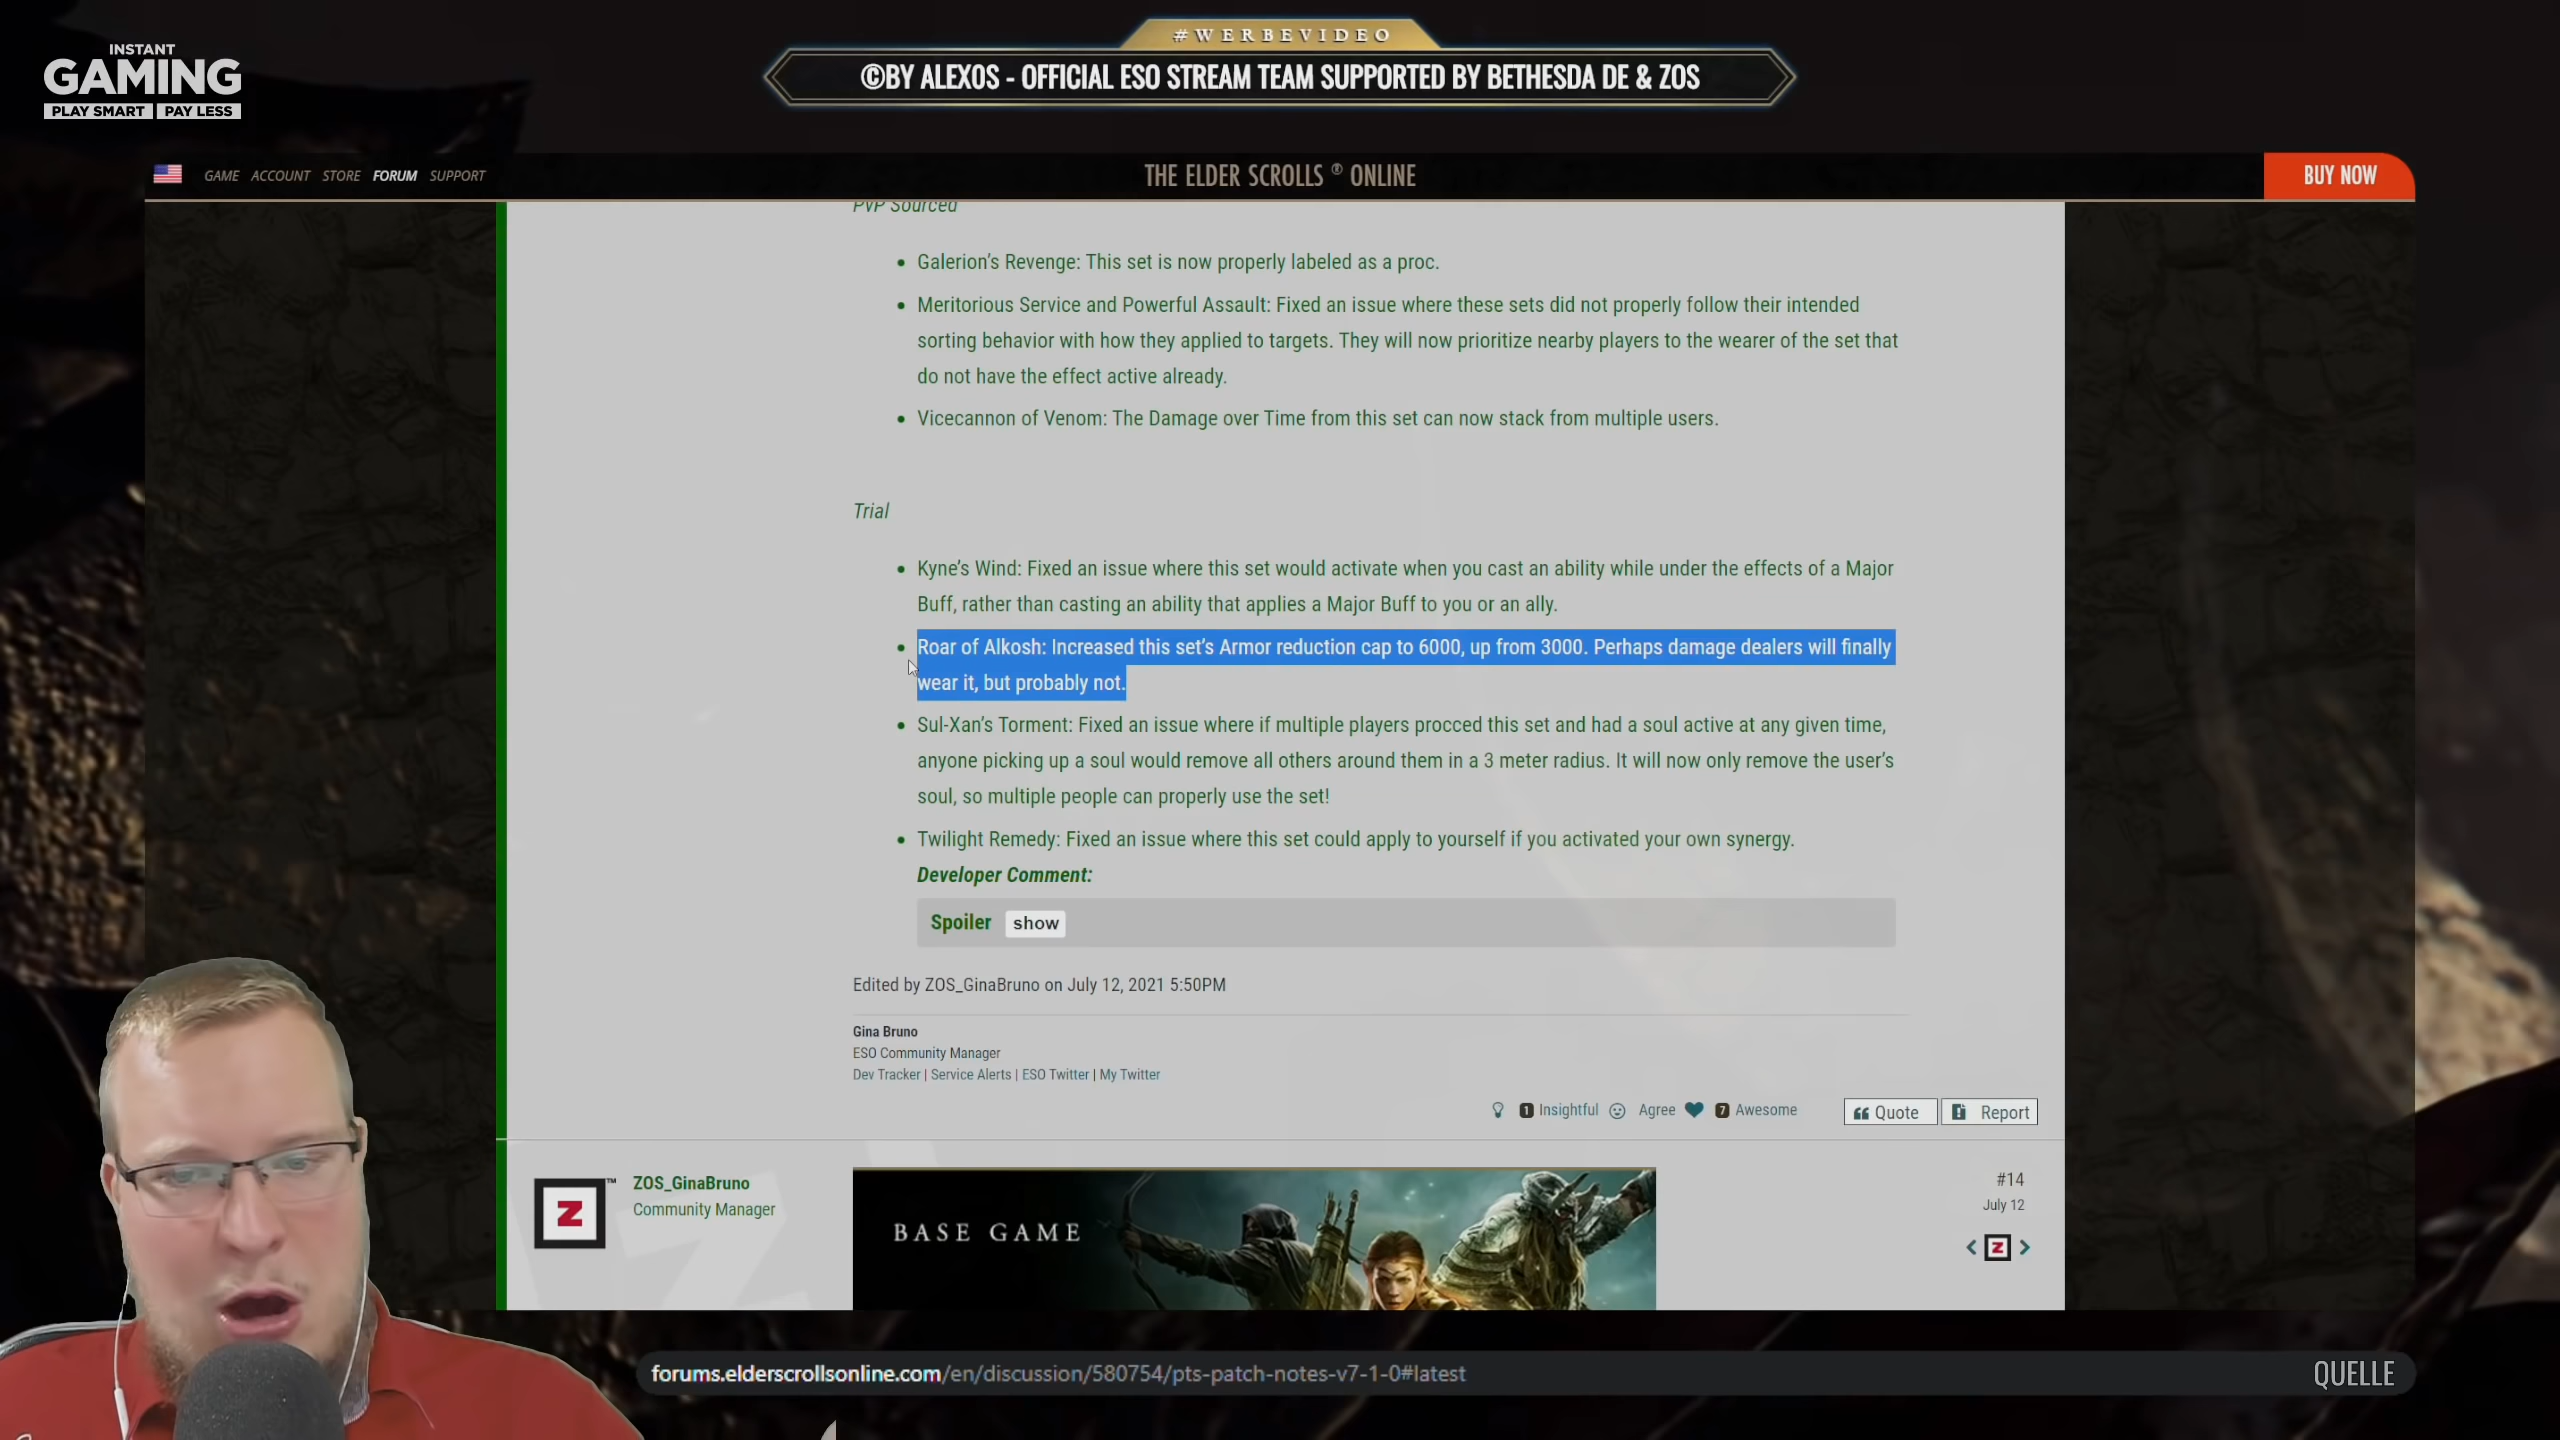 INSTANT
GAMING
PLAY SMART PAY LESS
#WERBEVIDEO
©BY ALEXOS - OFFICIAL ESO STREAM TEAM SUPPORTED BY BETHESDA DE & ZOS
GAME ACCOUNT STORE FORUM SUPPORT
THE ELDER SCROLLS ® ONLINE
BUY NOW
PvP Sourced
• Galerion's Revenge: This set is now properly labeled as a proc.
• Meritorious Service and Powerful Assault: Fixed an issue where these sets did not properly follow their intended
sorting behavior with how they applied to targets. They will now prioritize nearby players to the wearer of the set that
do not have the effect active already.
• Vicecannon of Venom: The Damage over Time from this set can now stack from multiple users.
Trial
• Kyne's Wind: Fixed an issue where this set would activate when you cast an ability while under the effects of a Major
Buff, rather than casting an ability that applies a Major Buff to you or an ally.
• Roar of Alkosh: Increased this set's Armor reduction cap to 6000, up from 3000. Perhaps damage dealers will finally
wear it, but probably not.
• Sul-Xan's Torment: Fixed an issue where if multiple players procced this set and had a soul active at any given time,
anyone picking up a soul would remove all others around them in a 3 meter radius. It will now only remove the user's
soul, so multiple people can properly use the set!
• Twilight Remedy: Fixed an issue where this set could apply to yourself if you activated your own synergy.
Developer Comment:
Spoiler show
Edited by ZOS_GinaBruno on July 12, 2021 5:50PM
Gina Bruno
ESO Community Manager
Dev Tracker | Service Alerts | ESO Twitter | My Twitter
1 Insightful Agree 7 Awesome Quote Report
Z™
ZOS_GinaBruno
Community Manager
BASE GAME
#14
July 12
< Z >
forums.elderscrollsonline.com/en/discussion/580754/pts-patch-notes-v7-1-0#latest
QUELLE